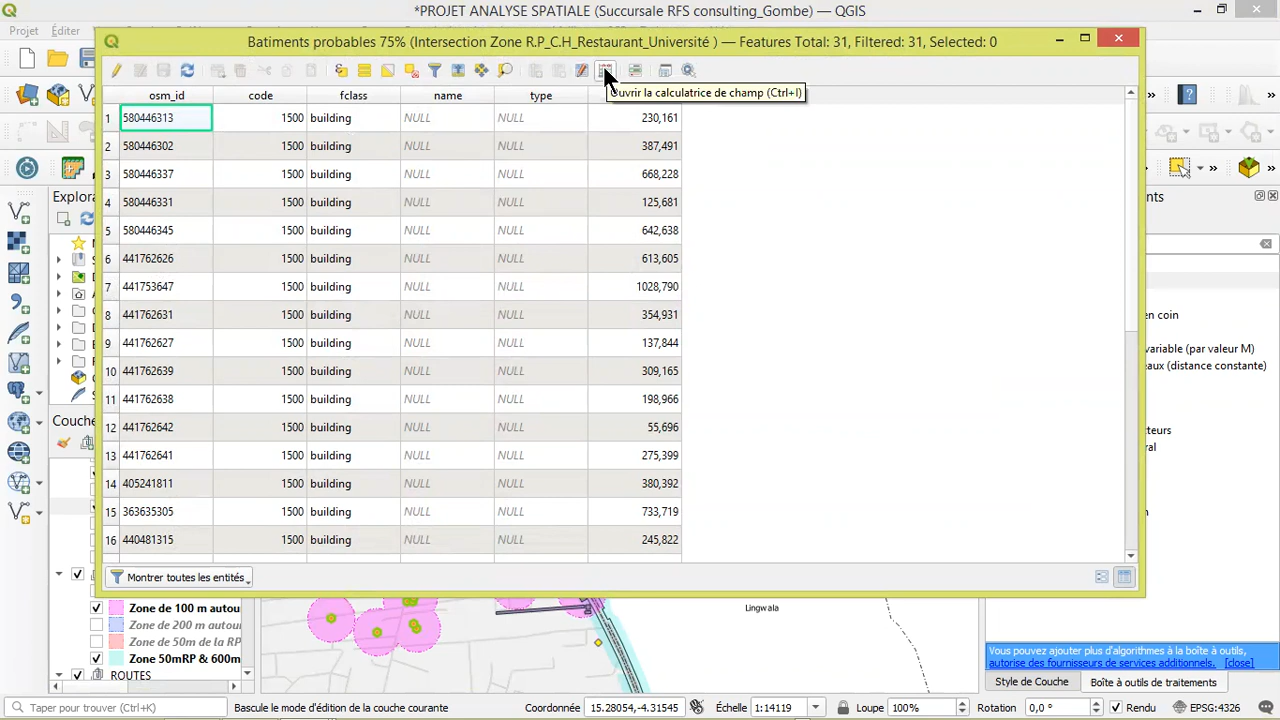 *PROJET ANALYSE SPATIALE (Succursale RFS consulting_Gombe) — QGIS
Projet Éditer
Batiments probables 75% (Intersection Zone R.P_C.H_Restaurant_Université ) — Features Total: 31, Filtered: 31, Selected: 0
Ouvrir la calculatrice de champ (Ctrl+I)
osm_id code fclass name type
1 580446313 1500 building NULL NULL 230,161
2 580446302 1500 building NULL NULL 387,491
3 580446337 1500 building NULL NULL 668,228
4 580446331 1500 building NULL NULL 125,681
5 580446345 1500 building NULL NULL 642,638
6 441762626 1500 building NULL NULL 613,605
7 441753647 1500 building NULL NULL 1028,790
8 441762631 1500 building NULL NULL 354,931
9 441762627 1500 building NULL NULL 137,844
10 441762639 1500 building NULL NULL 309,165
11 441762638 1500 building NULL NULL 198,966
12 441762642 1500 building NULL NULL 55,696
13 441762641 1500 building NULL NULL 275,399
14 405241811 1500 building NULL NULL 380,392
15 363635305 1500 building NULL NULL 733,719
16 440481315 1500 building NULL NULL 245,822
Montrer toutes les entités
Explora
Couche
ents
en coin
variable (par valeur M)
eaux (distance constante)
cteurs
ral
Zone de 100 m autou
Zone de 200 m autou
Zone de 50m de la RP
Zone 50mRP & 600m
ROUTES
Lingwala
Vous pouvez ajouter plus d'algorithmes à la boîte à outils,
autorise des fournisseurs de services additionnels. [close]
Style de Couche Boîte à outils de traitements
Taper pour trouver (Ctrl+K) Bascule le mode d'édition de la couche courante Coordonnée 15.28054,-4.31545 Échelle 1:14119 Loupe 100% Rotation 0,0 ° Rendu EPSG:4326